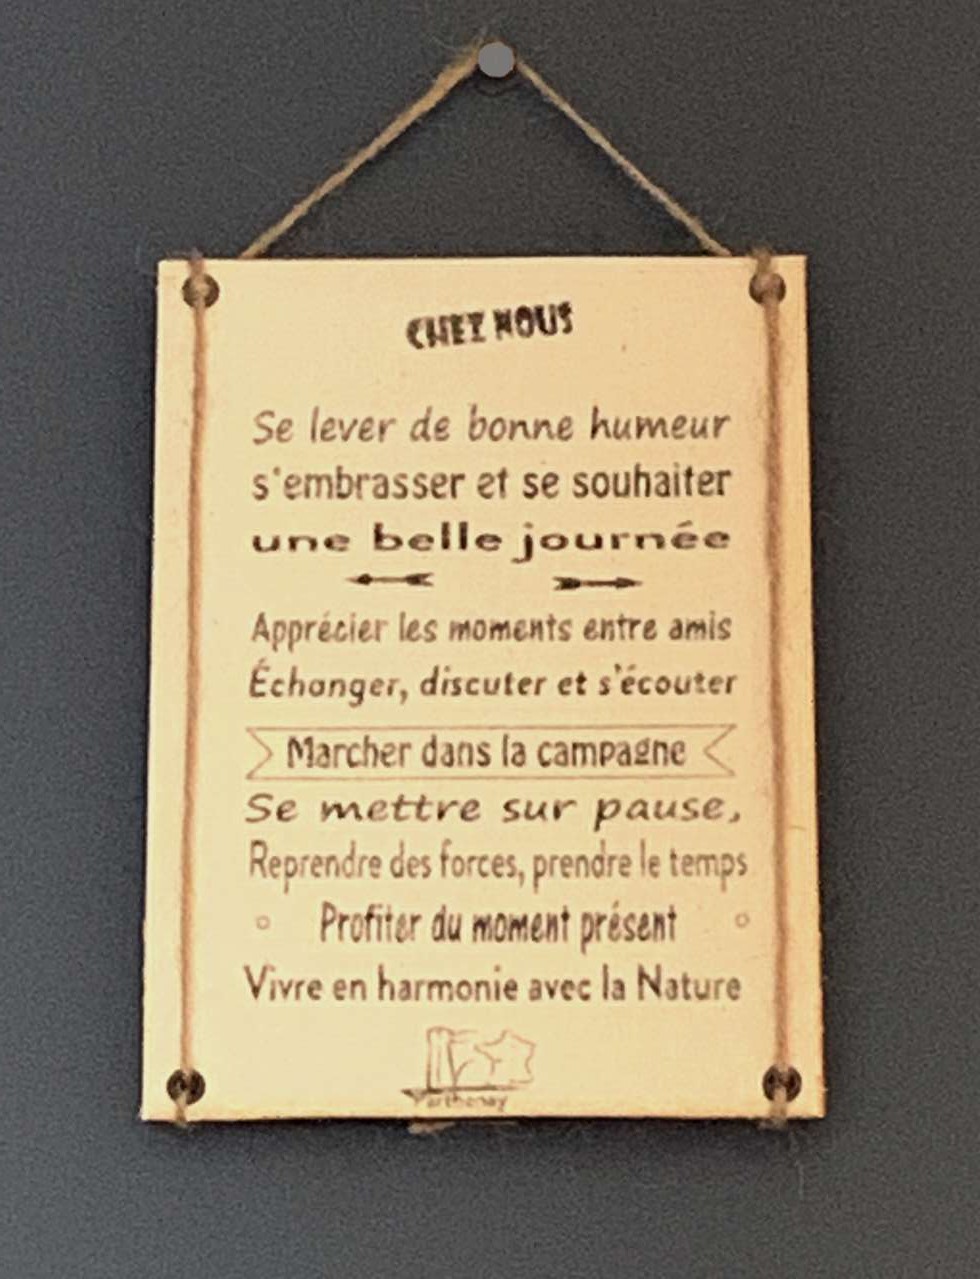 CHEZ NOUS
Se lever de bonne humeur
s'embrasser et se souhaiter
une belle journée
Apprécier les moments entre amis
Échanger, discuter et s'écouter
Marcher dans la campagne
Se mettre sur pause,
Reprendre des forces, prendre le temps
Profiter du moment présent
Vivre en harmonie avec la Nature
Parthenay